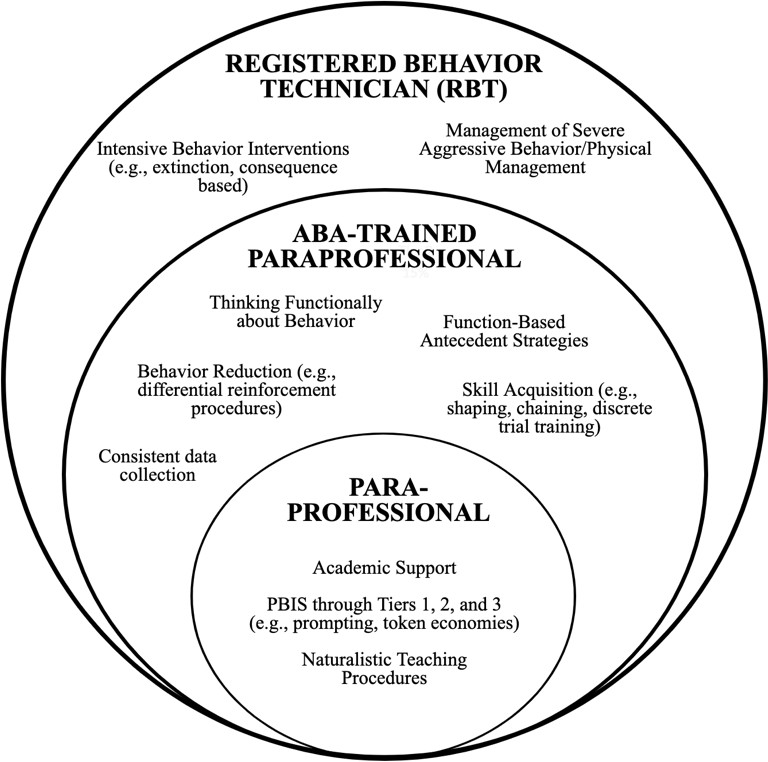 REGISTERED BEHAVIOR
TECHNICIAN (RBT)
Intensive Behavior Interventions
(e.g., extinction, consequence
based)
Management of Severe
Aggressive Behavior/Physical
Management
ABA-TRAINED
PARAPROFESSIONAL
Thinking Functionally
about Behavior
Function-Based
Antecedent Strategies
Behavior Reduction (e.g.,
differential reinforcement
procedures)
Skill Acquisition (e.g.,
shaping, chaining, discrete
trial training)
Consistent data
collection
PARA-
PROFESSIONAL
Academic Support
PBIS through Tiers 1, 2, and 3
(e.g., prompting, token economies)
Naturalistic Teaching
Procedures